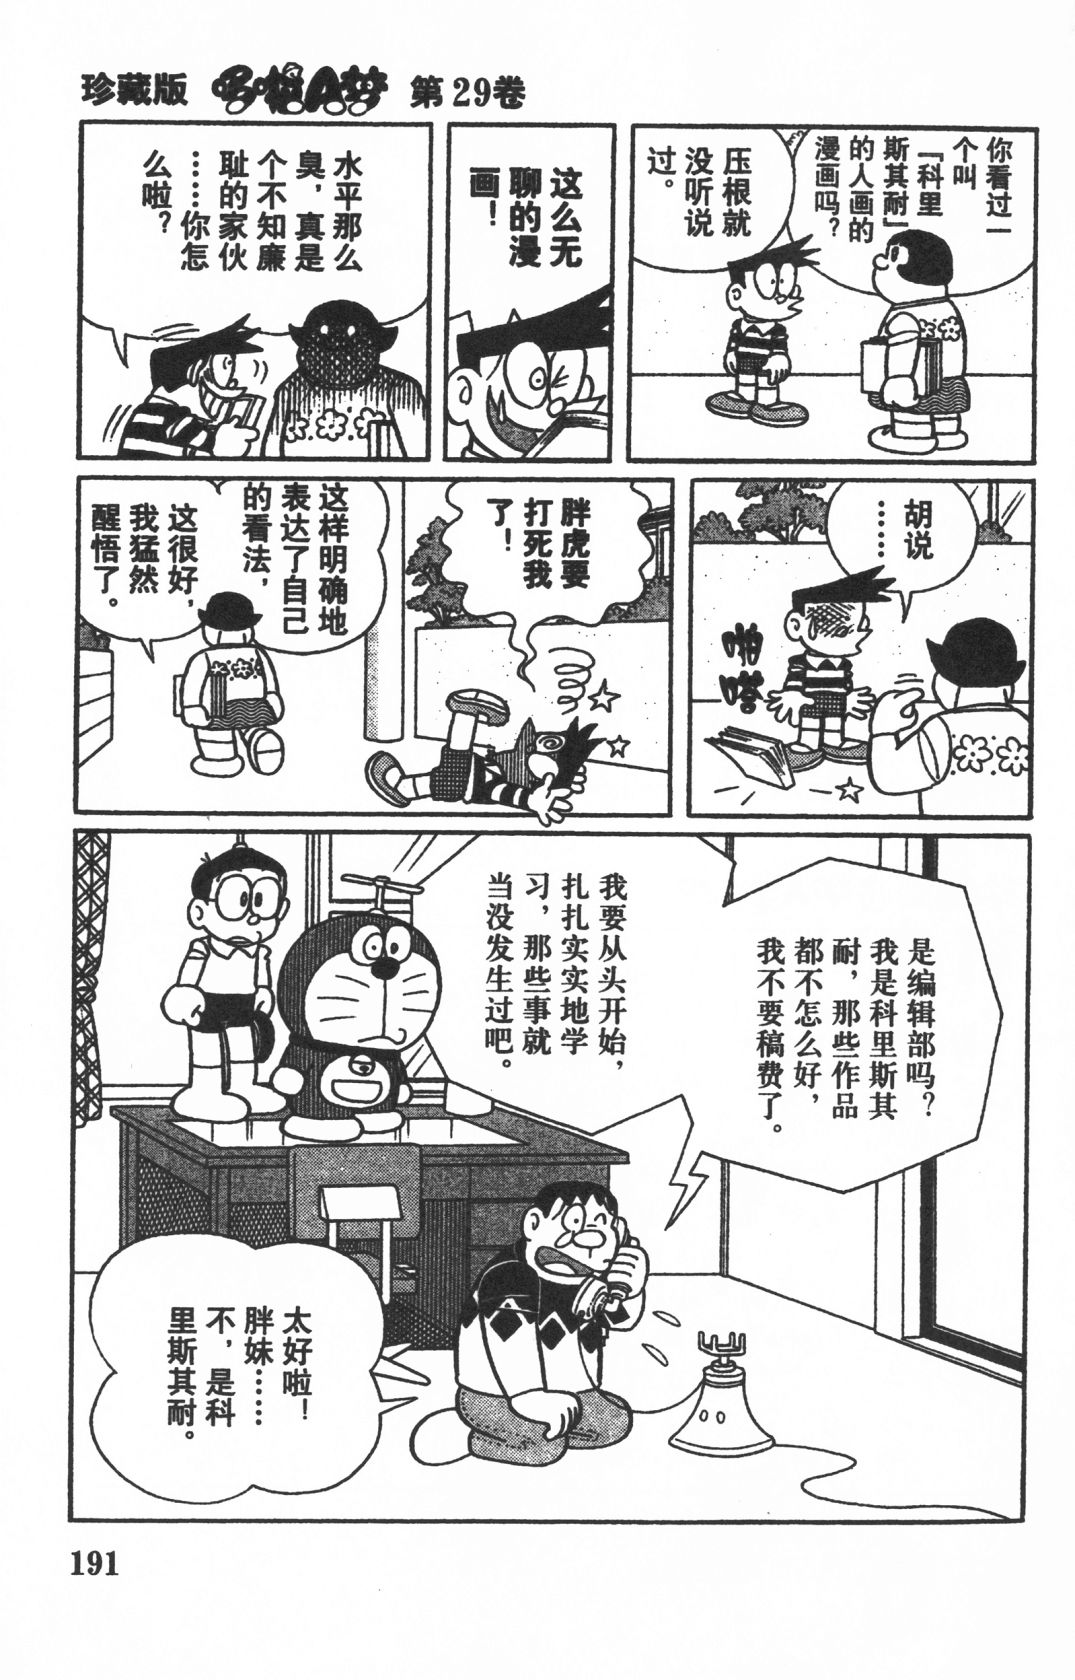 珍藏版 哆啦A梦 第29卷
你看过一
个叫
「科里
斯其耐」
的人画的
漫画吗？
压根就
没听说
过。
这么无
聊的漫
画！
水平那么
臭，真是
个不知廉
耻的家伙
……你怎
么啦？
胡说
……
啪
嗒
胖虎要
打死我
了！
这样明确地
表达了自己
的看法，
这很好，
我猛然
醒悟了。
是编辑部吗？
我是科里斯其
耐，那些作品
都不怎么好，
我不要稿费了。
我要从头开始，
扎扎实实地学
习，那些事就
当没发生过吧。
太好啦！
胖妹……
不，是科
里斯其耐。
191